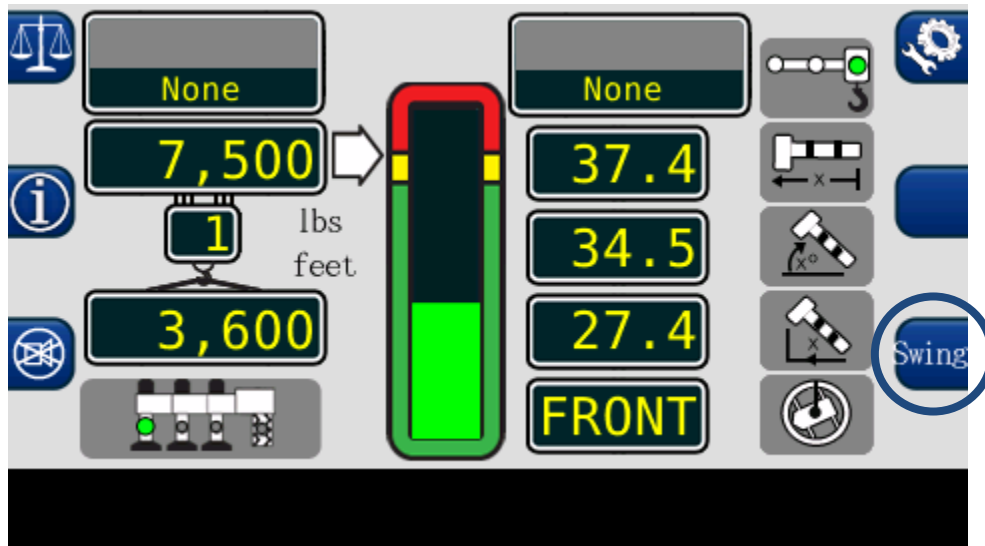 None
7,500
1
lbs
feet
3,600
None
37.4
34.5
27.4
FRONT
x
x°
x
Swing